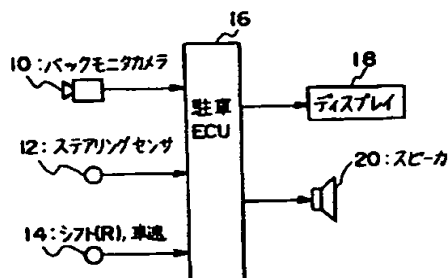 16
10:バックモニタカメラ
18
駐車
ECU
ディスプレイ
12:ステアリングセンサ
20:スピーカ
14:シフト(R),車速